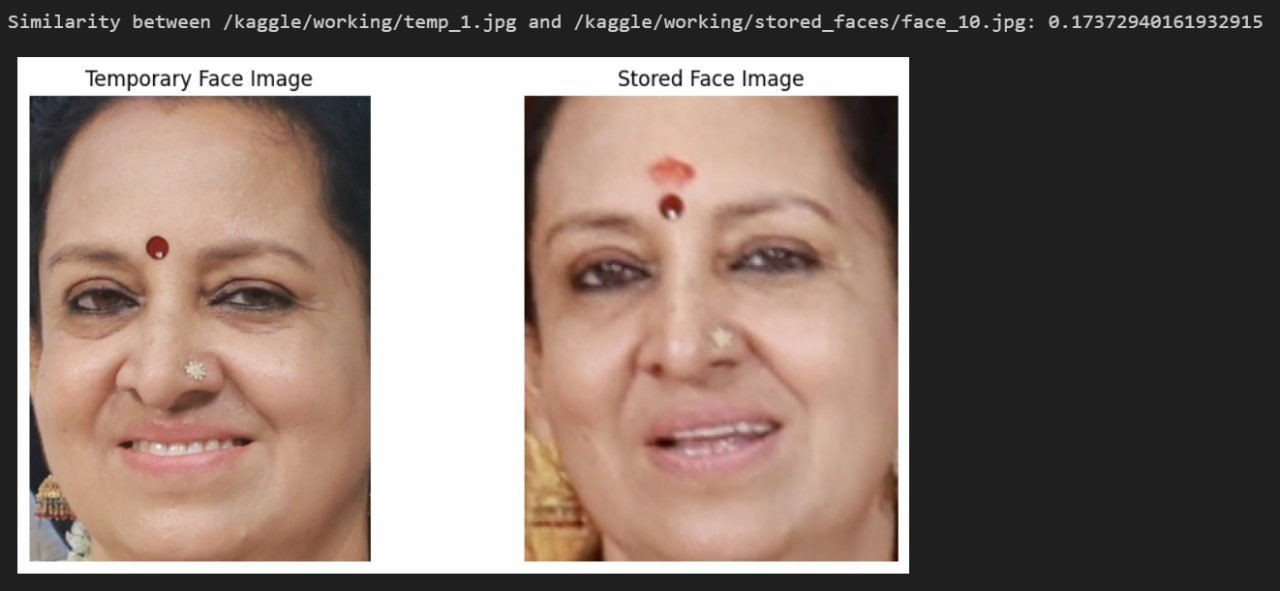 Similarity between /kaggle/working/temp_1.jpg and /kaggle/working/stored_faces/face_10.jpg: 0.17372940161932915
Temporary Face Image
Stored Face Image